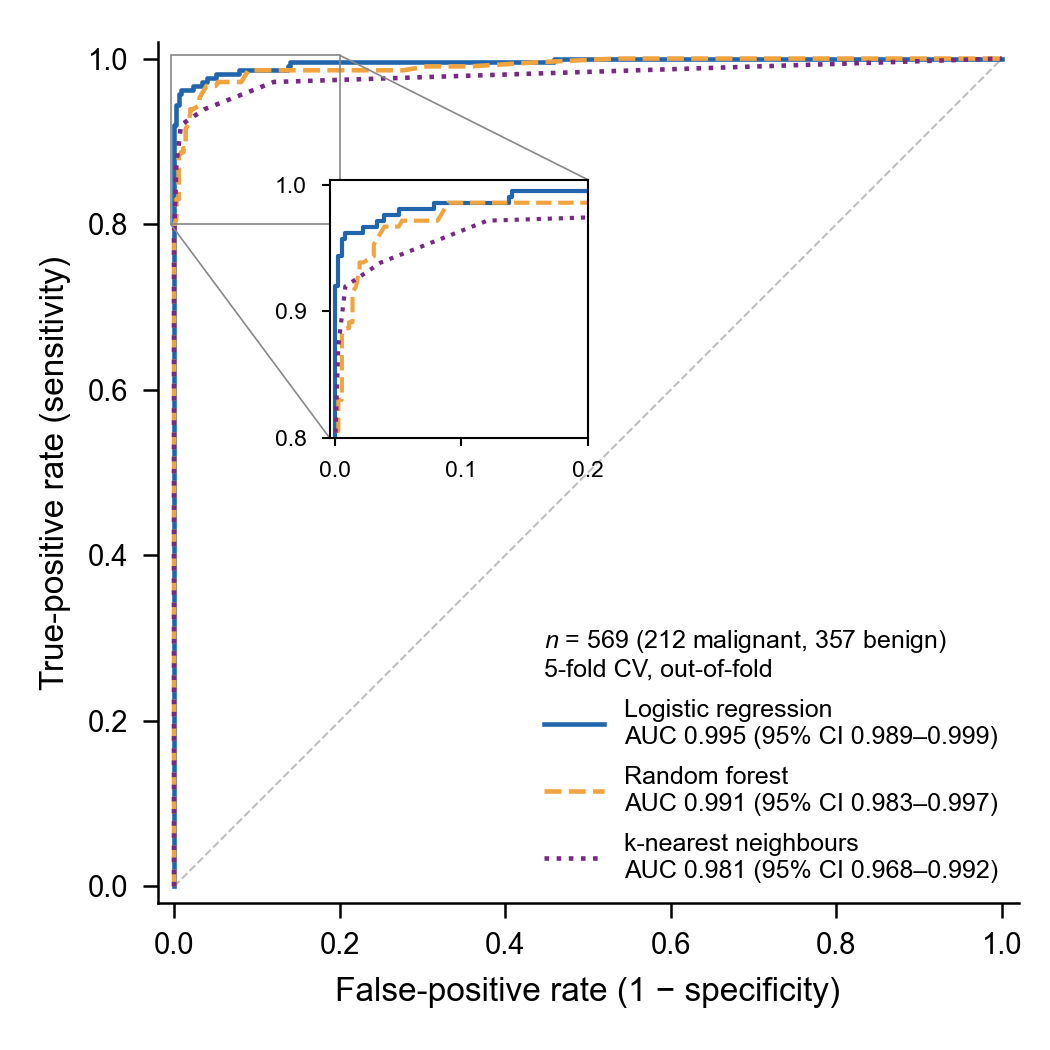 1.0
0.8
0.6
0.4
0.2
0.0
True-positive rate (sensitivity)
1.0
0.9
0.8
0.0 0.1 0.2
n = 569 (212 malignant, 357 benign)
5-fold CV, out-of-fold
Logistic regression
AUC 0.995 (95% CI 0.989–0.999)
Random forest
AUC 0.991 (95% CI 0.983–0.997)
k-nearest neighbours
AUC 0.981 (95% CI 0.968–0.992)
0.0 0.2 0.4 0.6 0.8 1.0
False-positive rate (1 − specificity)